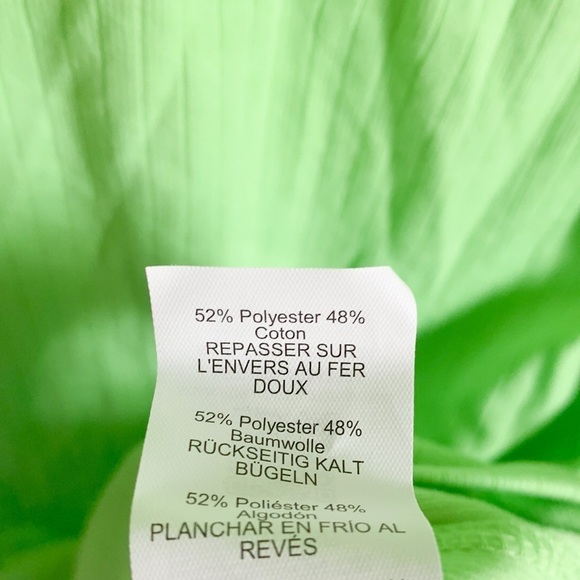 52% Polyester 48%
Coton
REPASSER SUR
L'ENVERS AU FER
DOUX
52% Polyester 48%
Baumwolle
RÜCKSEITIG KALT
BÜGELN
52% Poliéster 48%
Algodón
PLANCHAR EN FRÍO AL
REVÉS